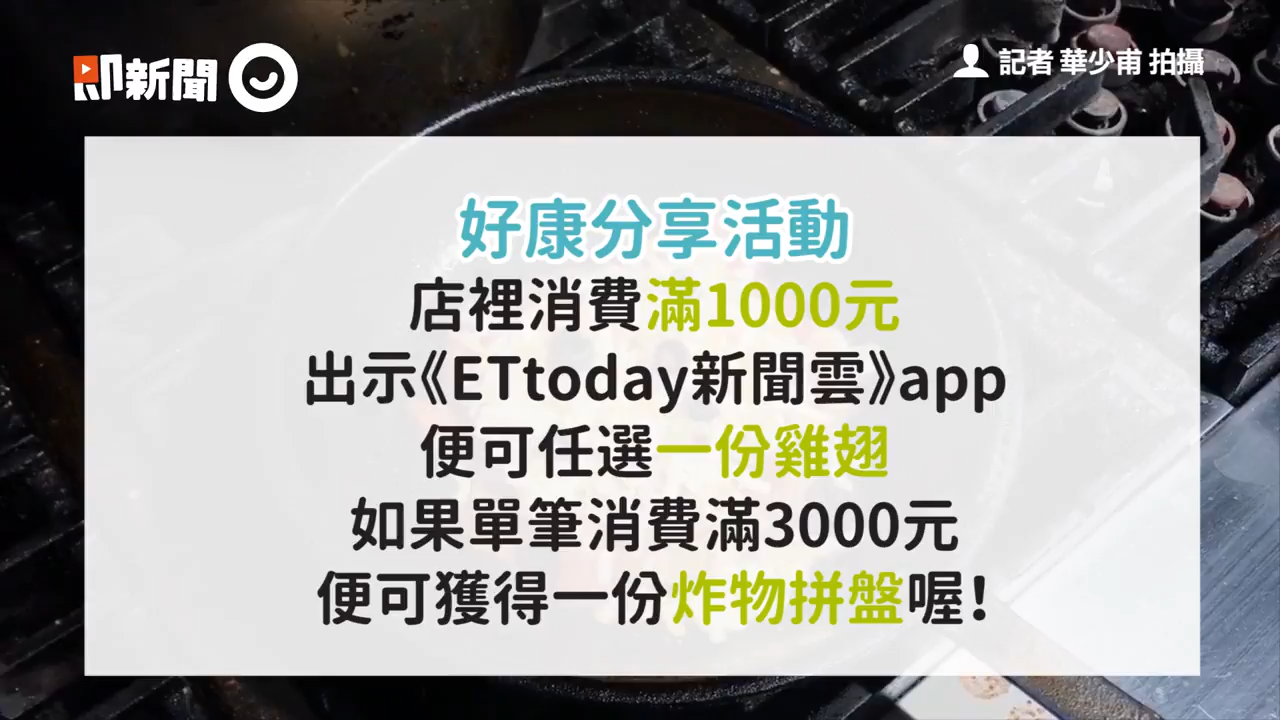 即新聞
記者 華少甫 拍攝
好康分享活動
店裡消費滿1000元
出示《ETtoday新聞雲》app
便可任選一份雞翅
如果單筆消費滿3000元
便可獲得一份炸物拼盤喔!